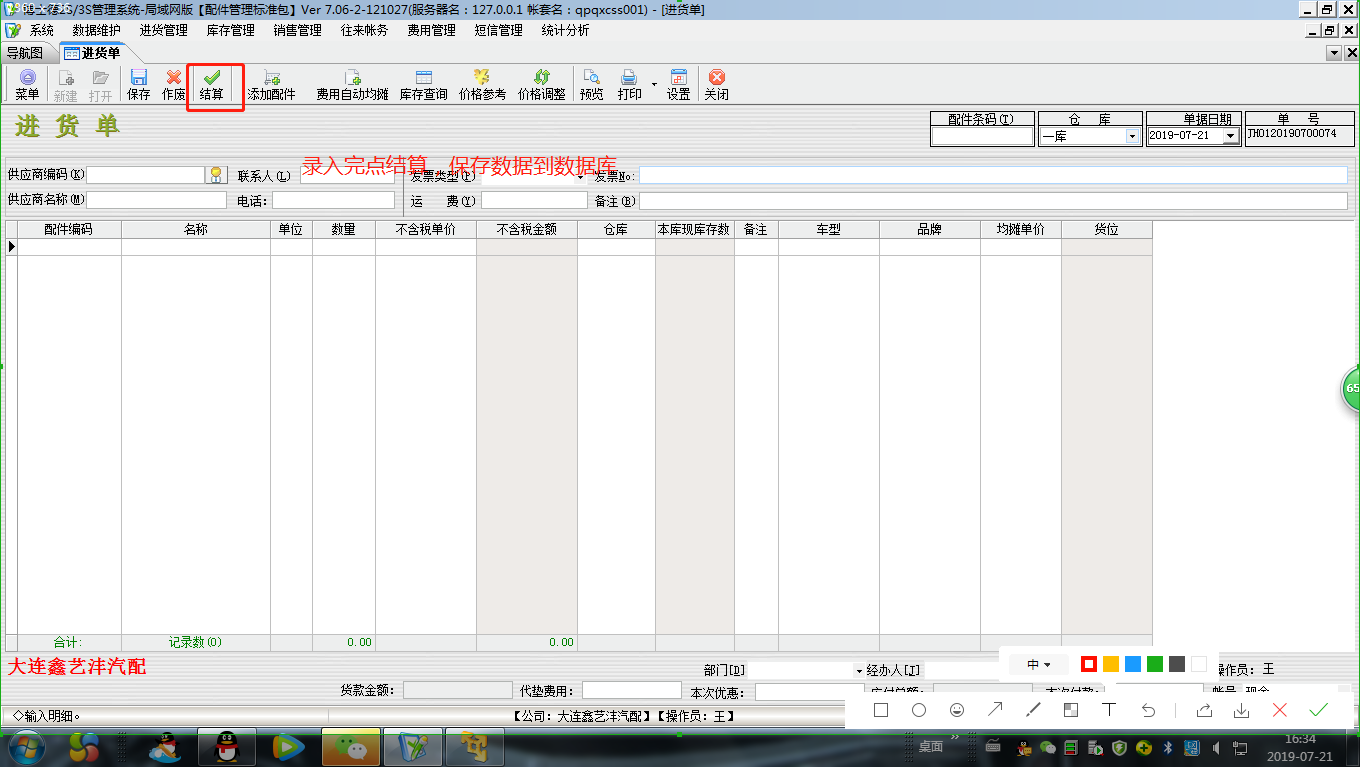 管理系统-局域网版【配件管理标准包】Ver 7.06-2-121027(服务器名：127.0.0.1 帐套名：qpqxcss001) - [进货单]
系统 数据维护 进货管理 库存管理 销售管理 往来帐务 费用管理 短信管理 统计分析
导航图 进货单
菜单 新建 打开 保存 作废 结算 添加配件 费用自动均摊 库存查询 价格参考 价格调整 预览 打印 设置 关闭
进货单
配件条码(T) 仓 库 单据日期 单 号
一库 2019-07-21 JH0120190700074
录入完点结算，保存数据到数据库
供应商编码(K) 联系人(L) 发票类型(P) 发票No:
供应商名称(M) 电话: 运 费(Y) 备注(B)
配件编码 名称 单位 数量 不含税单价 不含税金额 仓库 本库现库存数 备注 车型 品牌 均摊单价 货位
合计: 记录数(0) 0.00 0.00
大连鑫艺沣汽配
部门[D] 经办人[J] 操作员: 王
中
货款金额: 代垫费用: 本次优惠: 应付总额: 本次付款: 帐号 现金
◇输入明细。 【公司: 大连鑫艺沣汽配】【操作员: 王】
65
桌面
16:34
2019-07-21